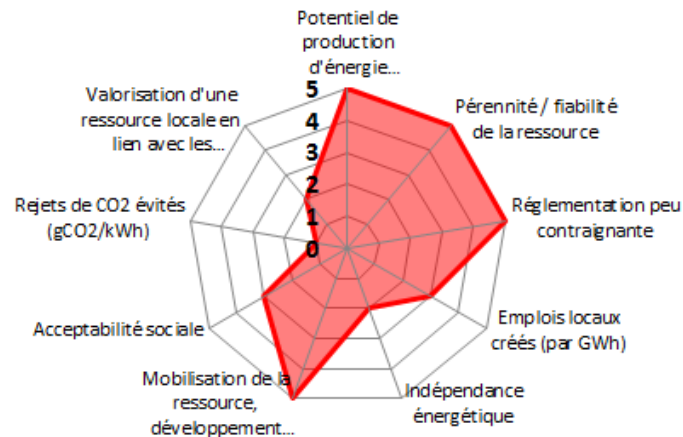 Potentiel de
production
d'énergie...
Pérennité / fiabilité
de la ressource
Réglementation peu
contraignante
Emplois locaux
créés (par GWh)
Indépendance
énergétique
Mobilisation de la
ressource,
développement...
Acceptabilité sociale
Rejets de CO2 évités
(gCO2/kWh)
Valorisation d'une
ressource locale en
lien avec les...
5
4
3
2
1
0